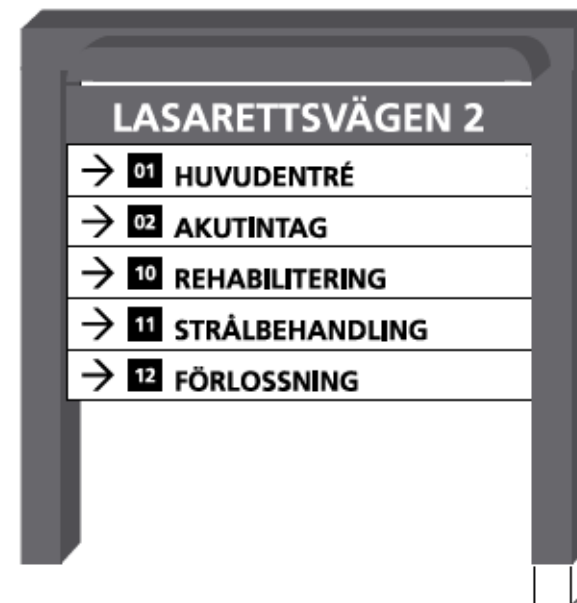 LASARETTSVÄGEN 2
→ 01 HUVUDENTRÉ
→ 02 AKUTINTAG
→ 10 REHABILITERING
→ 11 STRÅLBEHANDLING
→ 12 FÖRLOSSNING